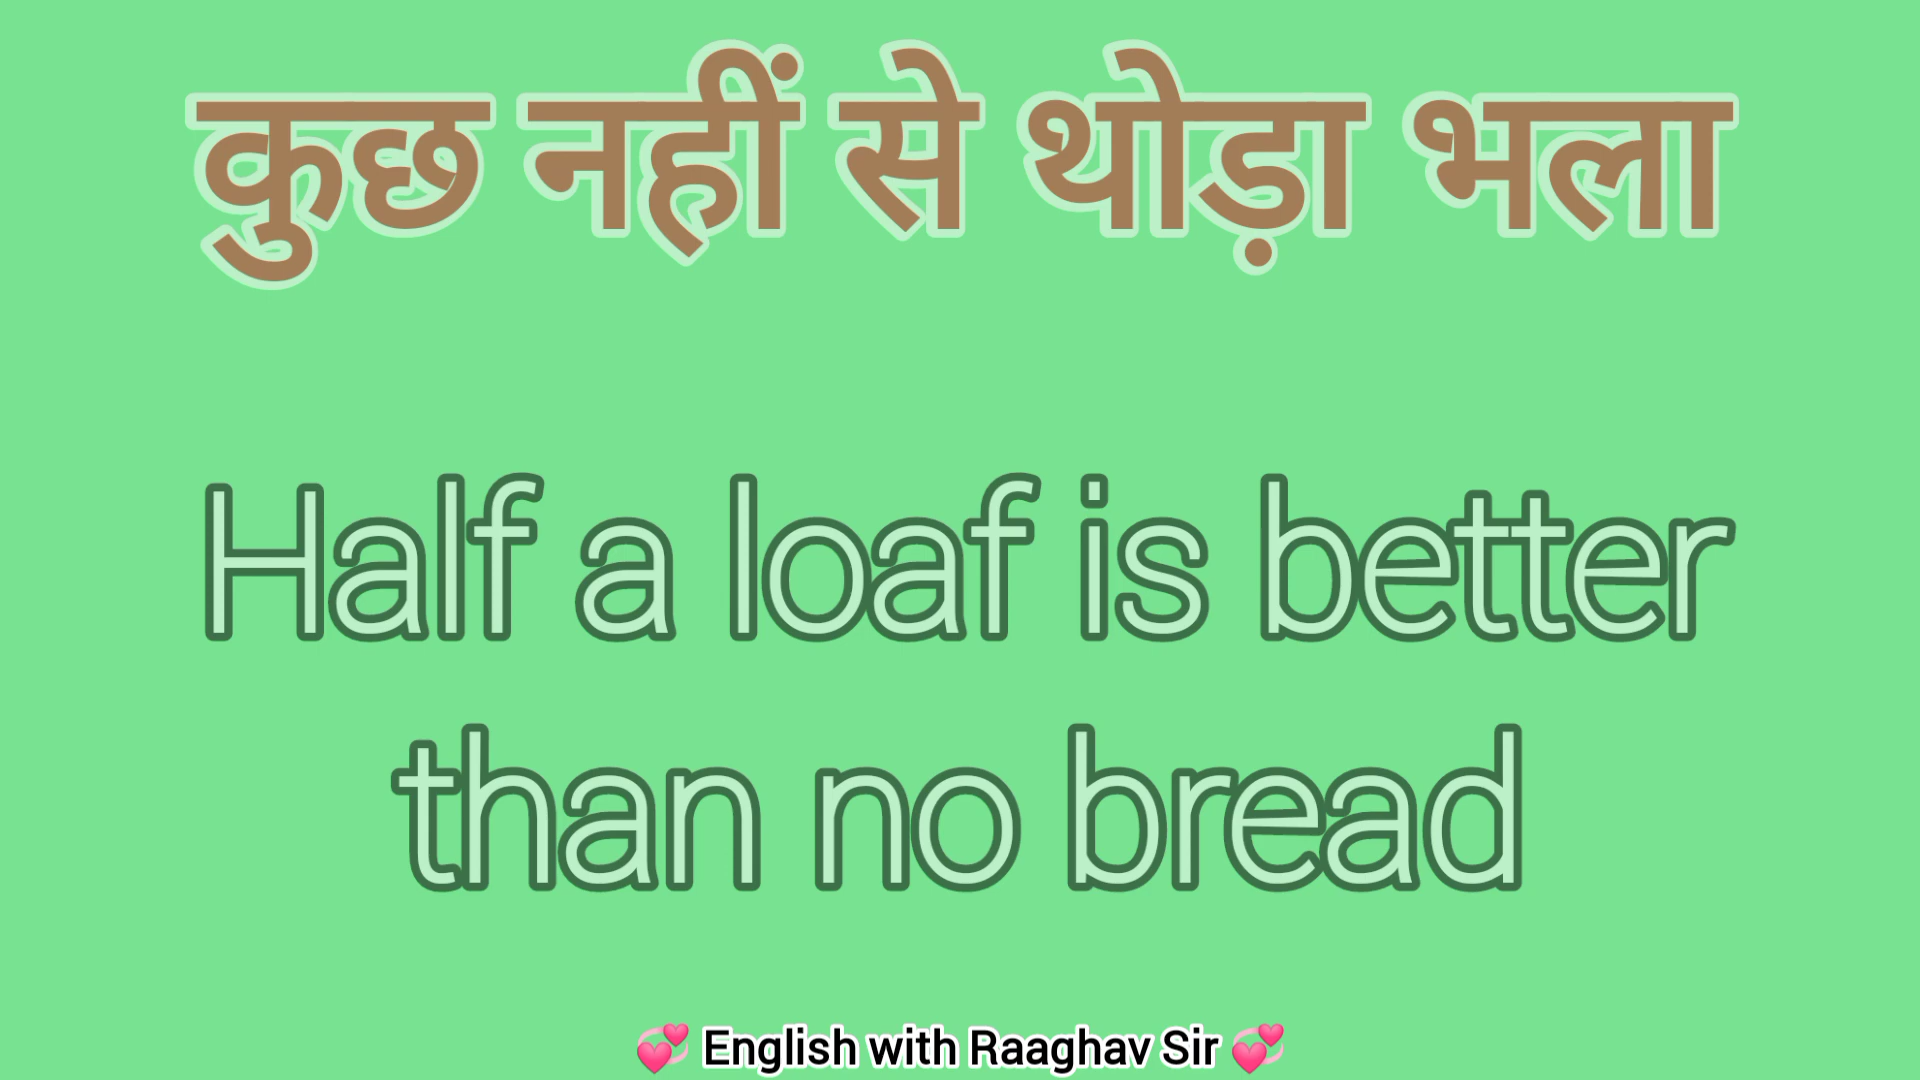 कुछ नहीं से थोड़ा भला
Half a loaf is better
than no bread
💞 English with Raaghav Sir 💞